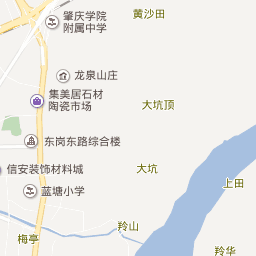 肇庆学院
附属中学
黄沙田
龙泉山庄
集美居石材
陶瓷市场
大坑顶
东岗东路综合楼
信安装饰材料城
大坑
蓝塘小学
上田
羚山
梅亭
羚华